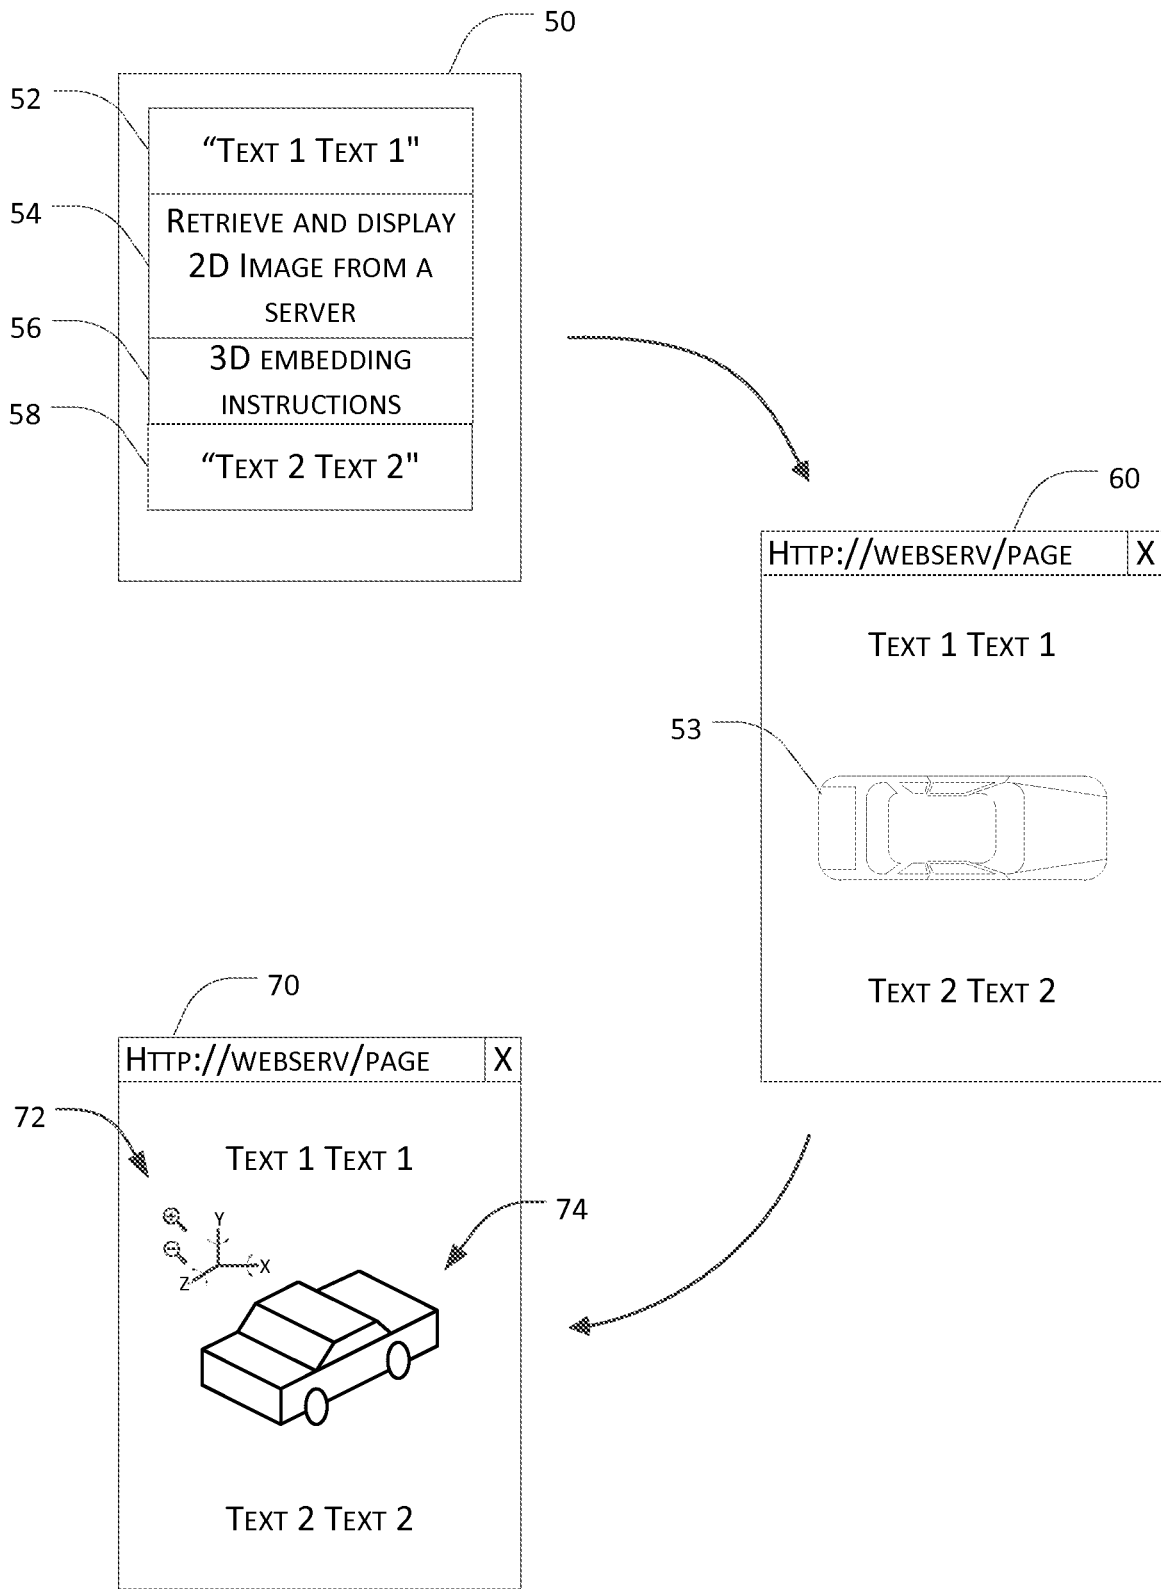 50
52
“Text 1 Text 1"
54
Retrieve and display
2D Image from a
server
56
3D embedding
instructions
58
“Text 2 Text 2"
60
Http://webserv/page X
Text 1 Text 1
53
Text 2 Text 2
70
Http://webserv/page X
72
Text 1 Text 1
74
Y
X
Z
Text 2 Text 2